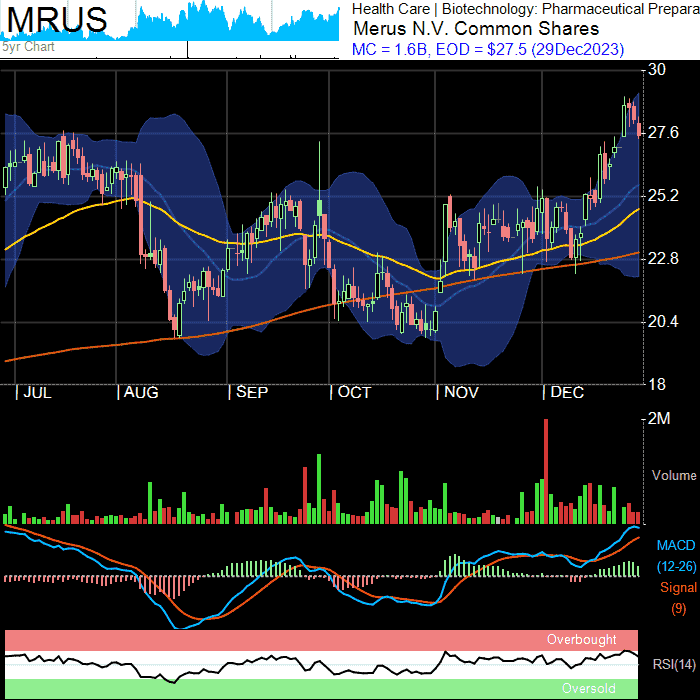 MRUS
5yr Chart
Health Care | Biotechnology: Pharmaceutical Prepara
Merus N.V. Common Shares
MC = 1.6B, EOD = $27.5 (29Dec2023)
30
27.6
25.2
22.8
20.4
18
| JUL | AUG | SEP | OCT | NOV | DEC
2M
Volume
MACD
(12-26)
Signal
(9)
Overbought
RSI(14)
Oversold